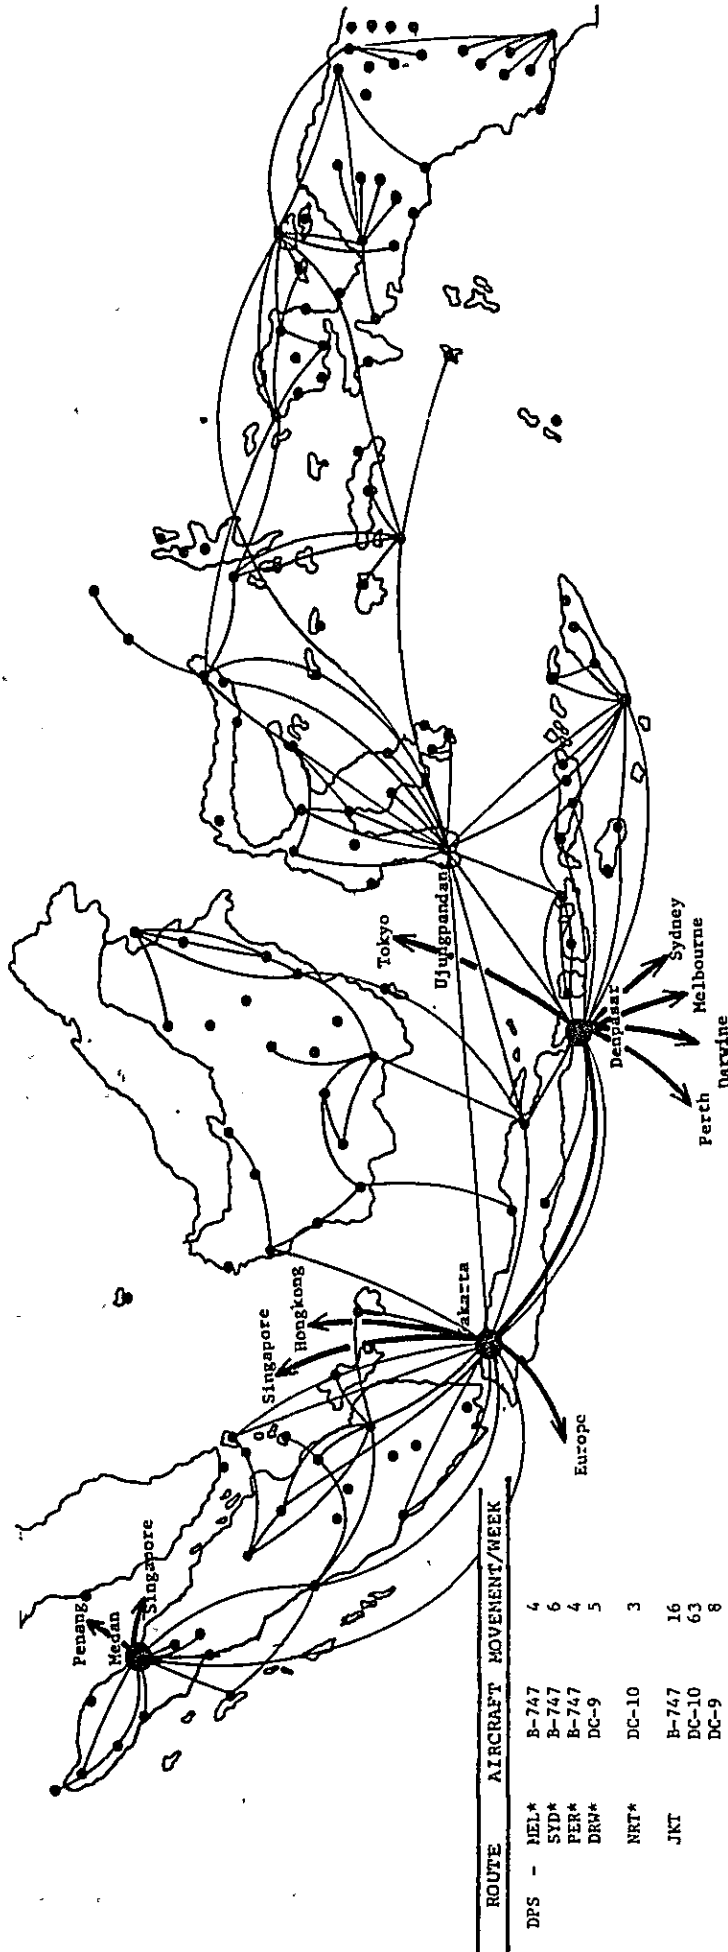 Penang
Medan
Singapore
Singapore
Hongkong
Jakarta
Europe
Tokyo
Ujungpandan
Denpasar
Perth
Darwine
Melbourne
Sydney
ROUTE AIRCRAFT MOVEMENT/WEEK
DPS - MEL* B-747 4
SYD* B-747 6
PER* B-747 4
DRW* DC-9 5
NRT* DC-10 3
JKT B-747 16
DC-10 63
DC-9 8